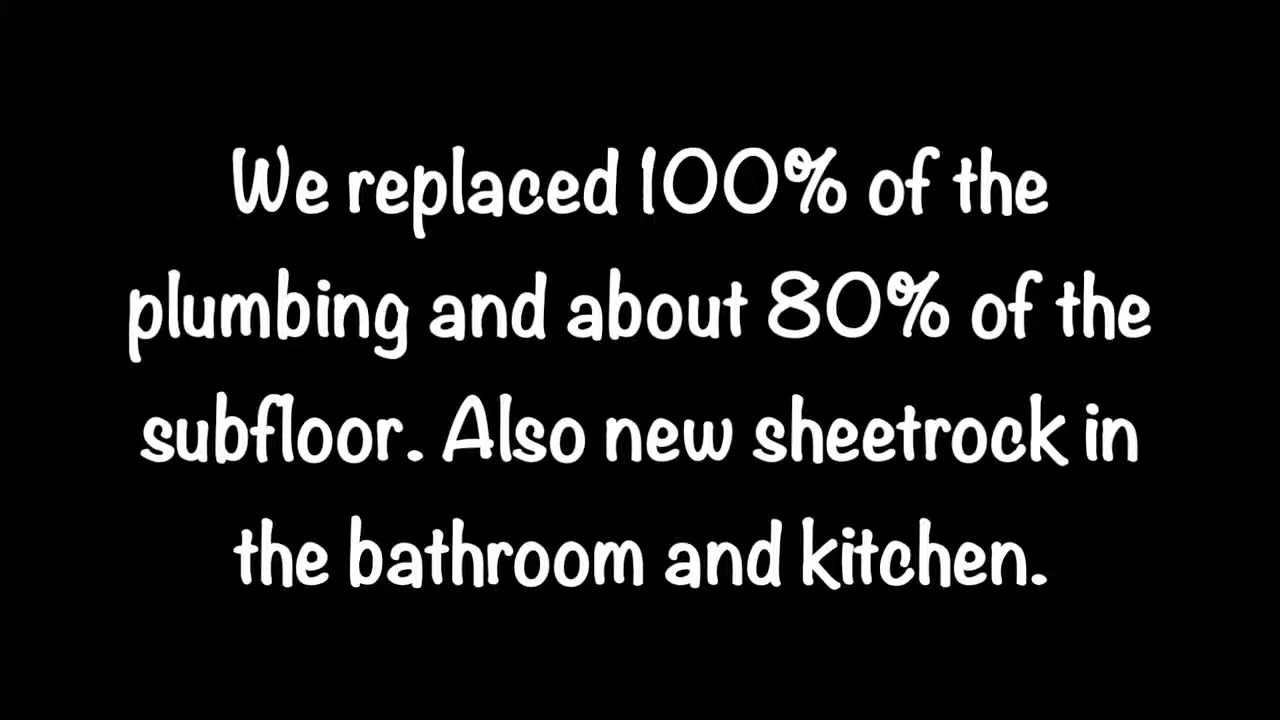 We replaced 100% of the
plumbing and about 80% of the
subfloor. Also new sheetrock in
the bathroom and kitchen.